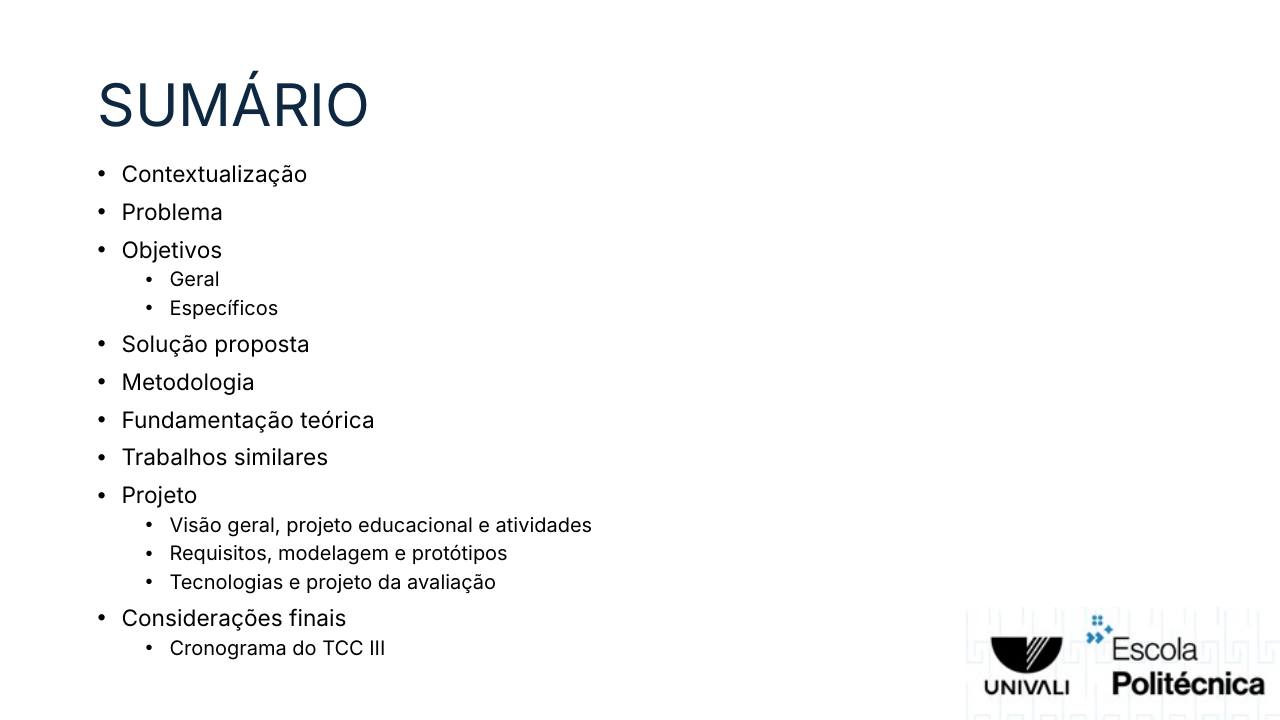 SUMÁRIO
• Contextualização
• Problema
• Objetivos
• Geral
• Específicos
• Solução proposta
• Metodologia
• Fundamentação teórica
• Trabalhos similares
• Projeto
• Visão geral, projeto educacional e atividades
• Requisitos, modelagem e protótipos
• Tecnologias e projeto da avaliação
• Considerações finais
• Cronograma do TCC III
UNIVALI
Escola
Politécnica